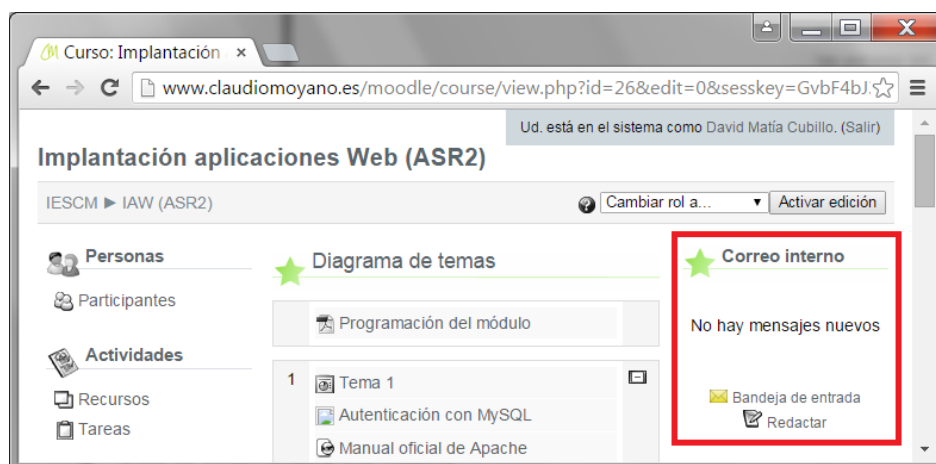 Curso: Implantación
www.claudiomoyano.es/moodle/course/view.php?id=26&edit=0&sesskey=GvbF4bJ
Ud. está en el sistema como David Matía Cubillo. (Salir)
Implantación aplicaciones Web (ASR2)
IESCM ► IAW (ASR2)
Cambiar rol a...
Activar edición
Personas
Participantes
Actividades
Recursos
Tareas
Diagrama de temas
Programación del módulo
1
Tema 1
Autenticación con MySQL
Manual oficial de Apache
Correo interno
No hay mensajes nuevos
Bandeja de entrada
Redactar